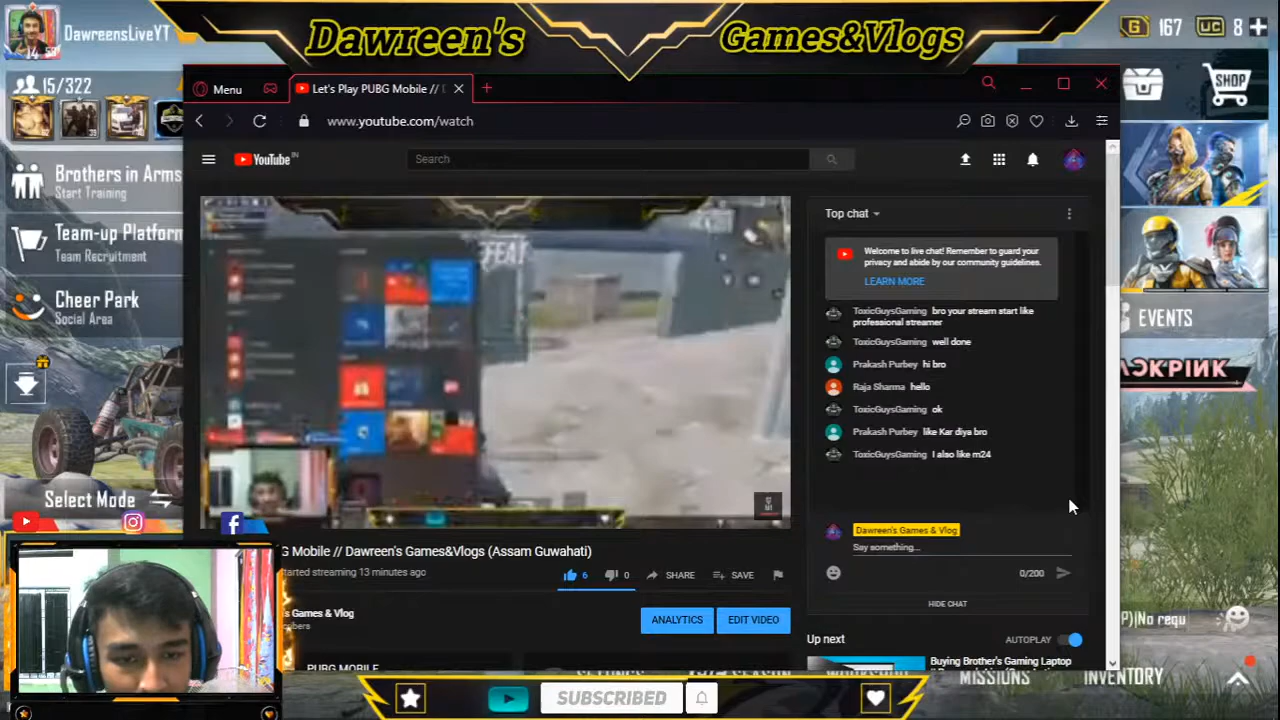 DawreensLiveYT
Dawreen's
Games&Vlogs
G 167
UC 8 +
15/322
Menu
Let's Play PUBG Mobile //
SHOP
www.youtube.com/watch
YouTube IN
Search
Brothers in Arms
Start Training
Team-up Platform
Team Recruitment
Cheer Park
Social Area
Select Mode
EVENTS
Top chat
Welcome to live chat! Remember to guard your
privacy and abide by our community guidelines.
LEARN MORE
ToxicGuysGaming bro your stream start like
professional streamer
ToxicGuysGaming well done
Prakash Purbey hi bro
Raja Sharma hello
ToxicGuysGaming ok
Prakash Purbey like Kar diya bro
ToxicGuysGaming I also like m24
Dawreen's Games & Vlog
Say something...
0/200
HIDE CHAT
G Mobile // Dawreen's Games&Vlogs (Assam Guwahati)
tarted streaming 13 minutes ago
6
0
SHARE
SAVE
's Games & Vlog
ANALYTICS
EDIT VIDEO
Up next
AUTOPLAY
Buying Brother's Gaming Laptop
PUBG MOBILE
P)|No requ
MISSIONS
INVENTORY
SUBSCRIBED